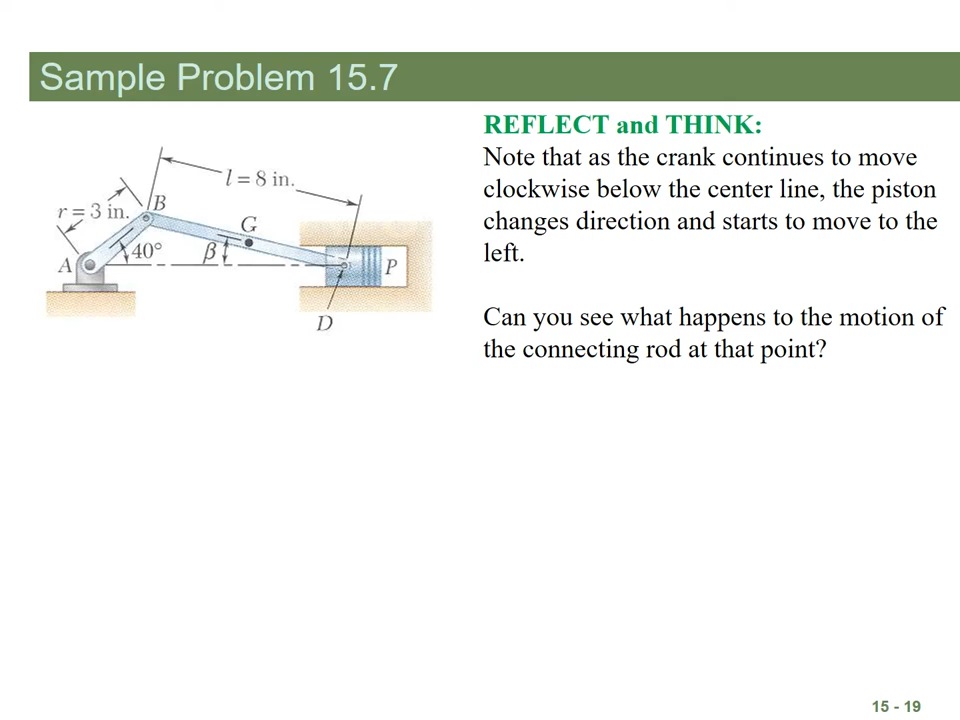 Sample Problem 15.7
REFLECT and THINK:
Note that as the crank continues to move
clockwise below the center line, the piston
changes direction and starts to move to the
left.
Can you see what happens to the motion of
the connecting rod at that point?
l = 8 in.
r = 3 in.
B
G
40°
β
A
P
D
15 - 19